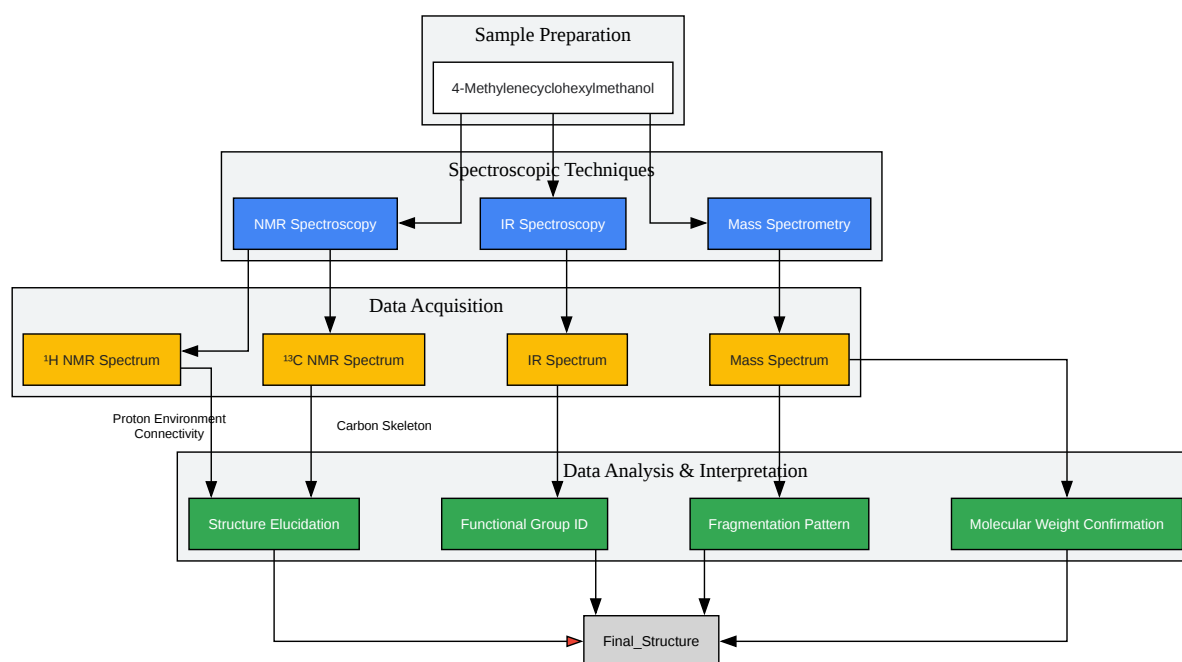 Sample Preparation
4-Methylenecyclohexylmethanol
Spectroscopic Techniques
NMR Spectroscopy
IR Spectroscopy
Mass Spectrometry
Data Acquisition
¹H NMR Spectrum
¹³C NMR Spectrum
IR Spectrum
Mass Spectrum
Proton Environment
Connectivity
Carbon Skeleton
Data Analysis & Interpretation
Structure Elucidation
Functional Group ID
Fragmentation Pattern
Molecular Weight Confirmation
Final_Structure